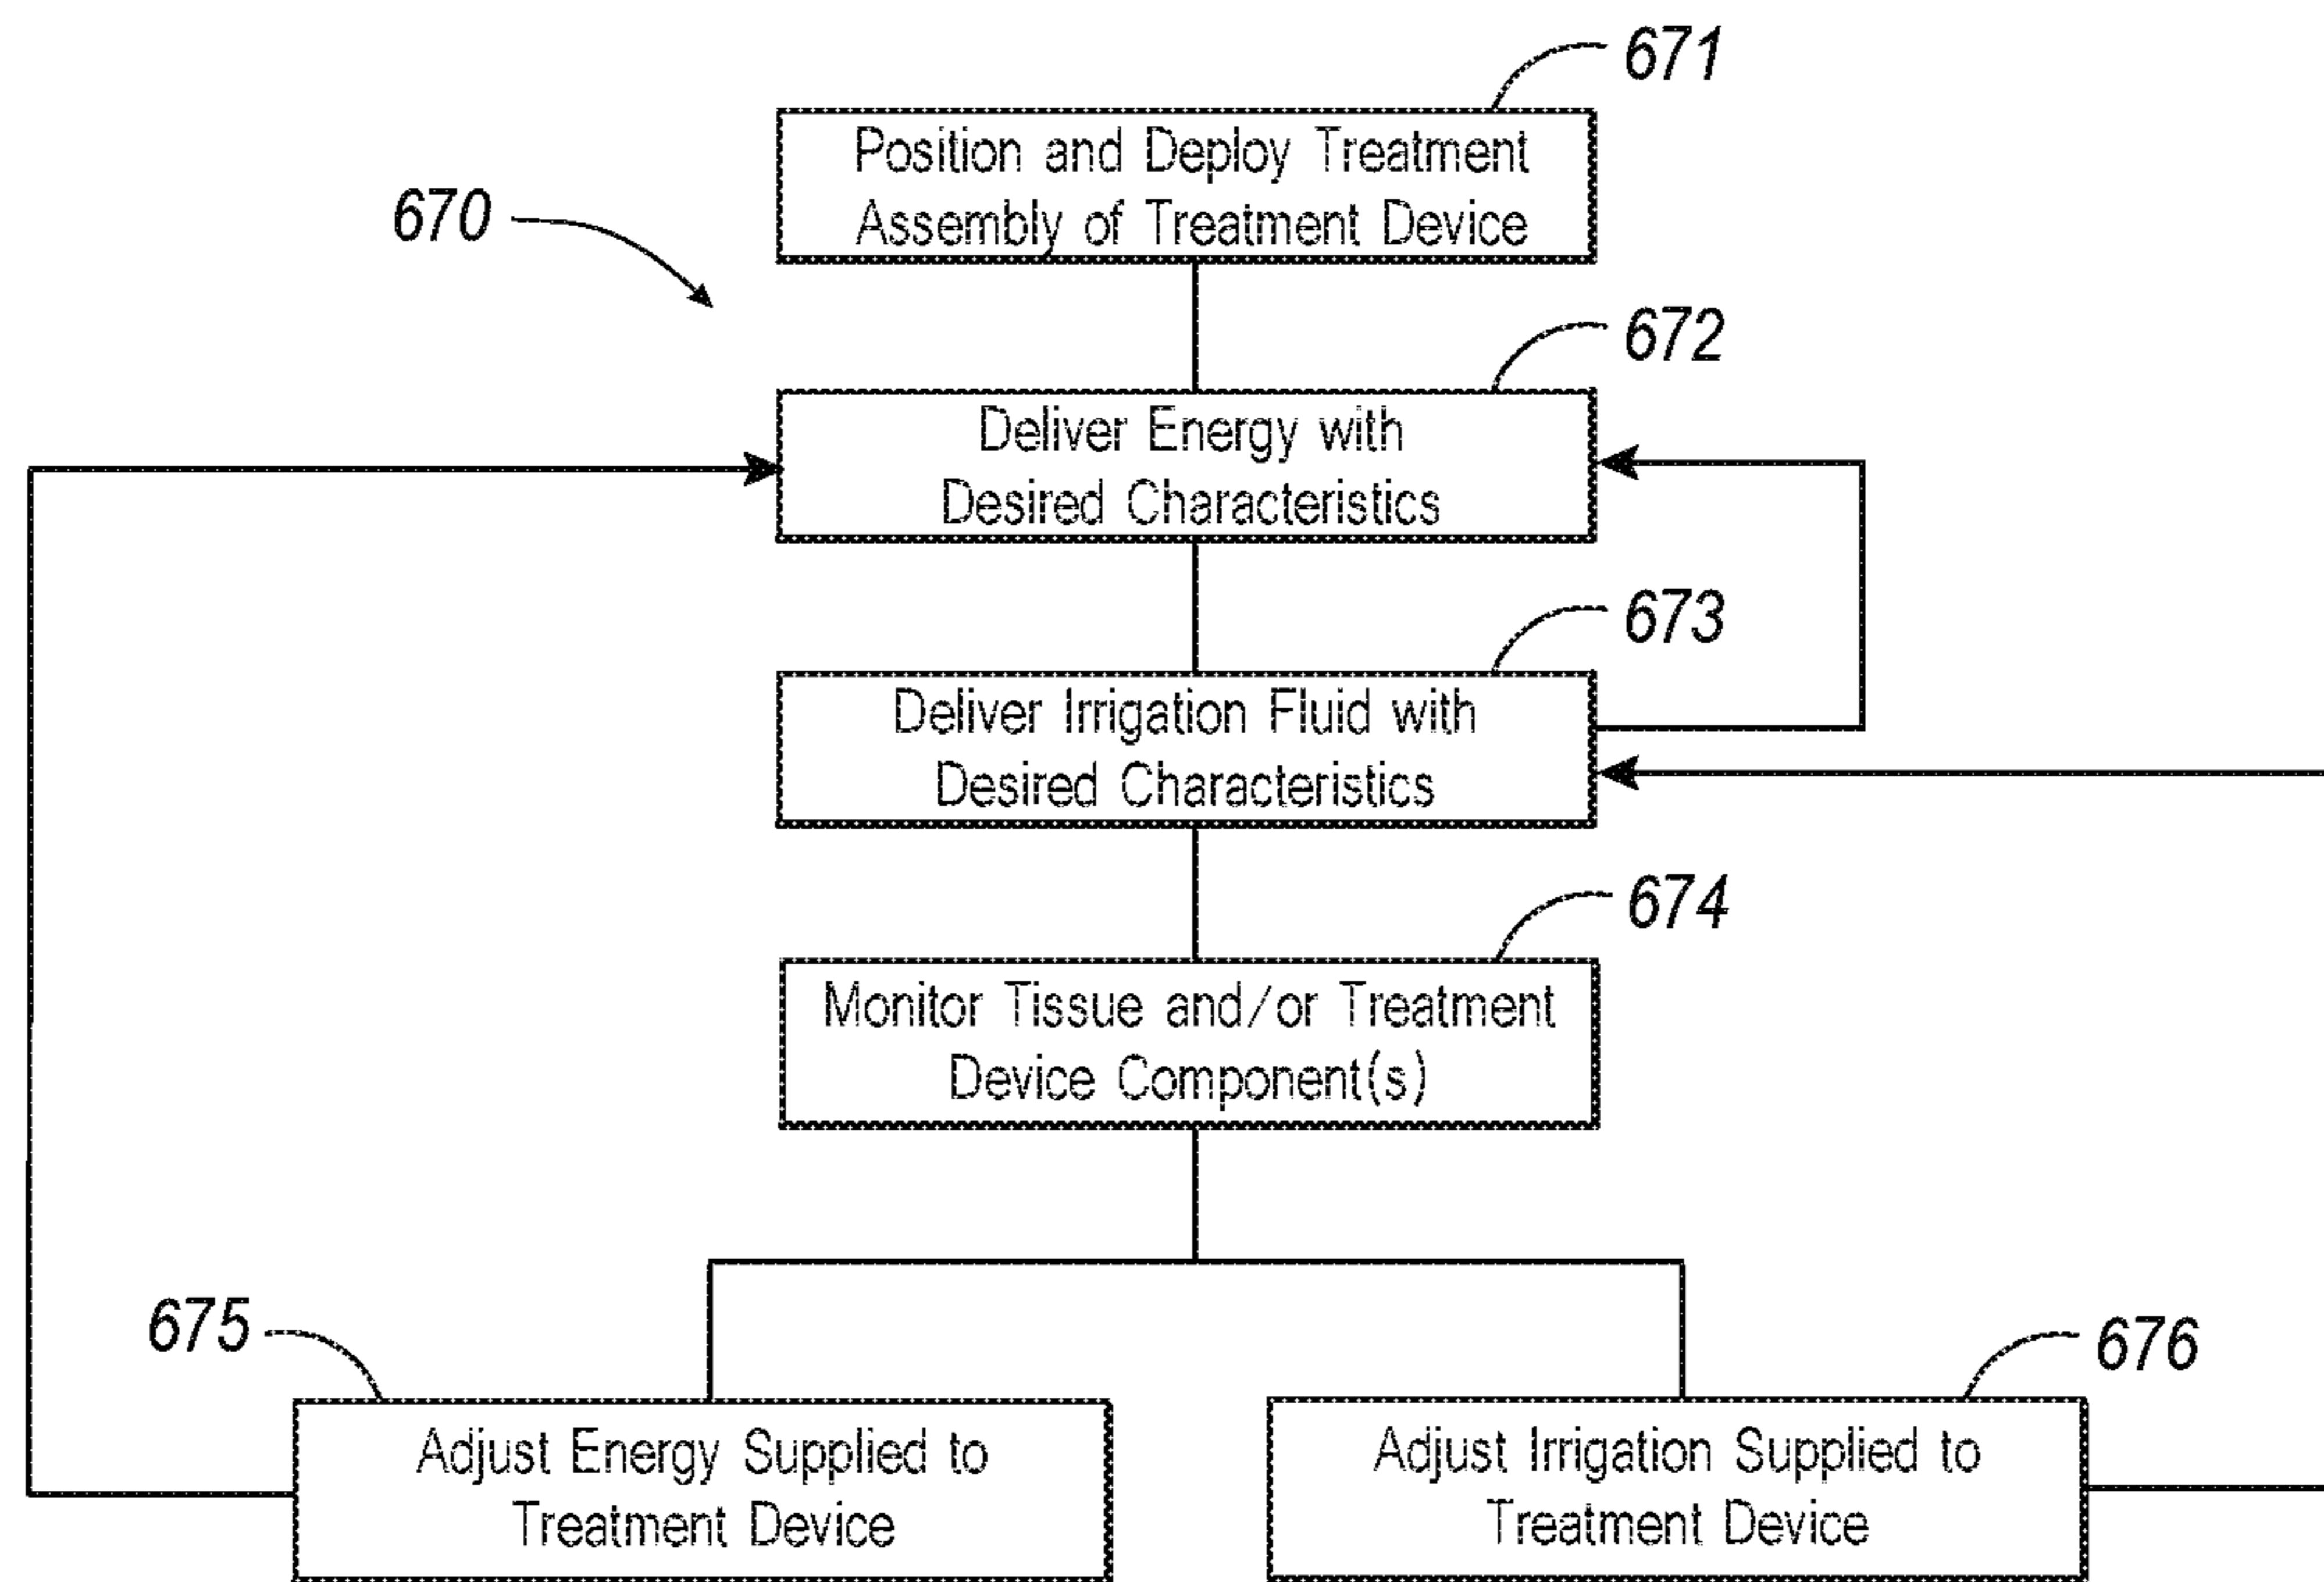 671
Position and Deploy Treatment
Assembly of Treatment Device
670
672
Deliver Energy with
Desired Characteristics
673
Deliver Irrigation Fluid with
Desired Characteristics
674
Monitor Tissue and/or Treatment
Device Component(s)
675
Adjust Energy Supplied to
Treatment Device
676
Adjust Irrigation Supplied to
Treatment Device